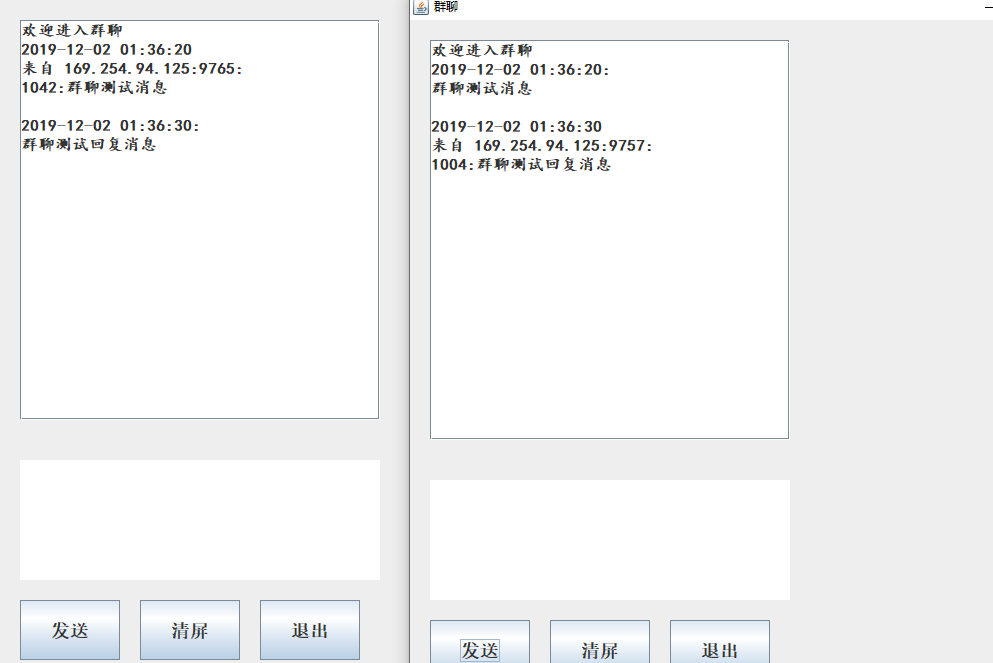 欢迎进入群聊
2019-12-02 01:36:20
来自 169.254.94.125:9765:
1042:群聊测试消息
2019-12-02 01:36:30:
群聊测试回复消息
发送
清屏
退出
群聊
欢迎进入群聊
2019-12-02 01:36:20:
群聊测试消息
2019-12-02 01:36:30
来自 169.254.94.125:9757:
1004:群聊测试回复消息
发送
清屏
退出